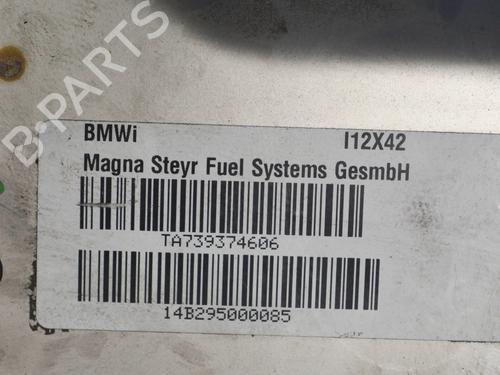 B-PARTS
BMWi I12X42
Magna Steyr Fuel Systems GesmbH
TA739374606
14B295000085